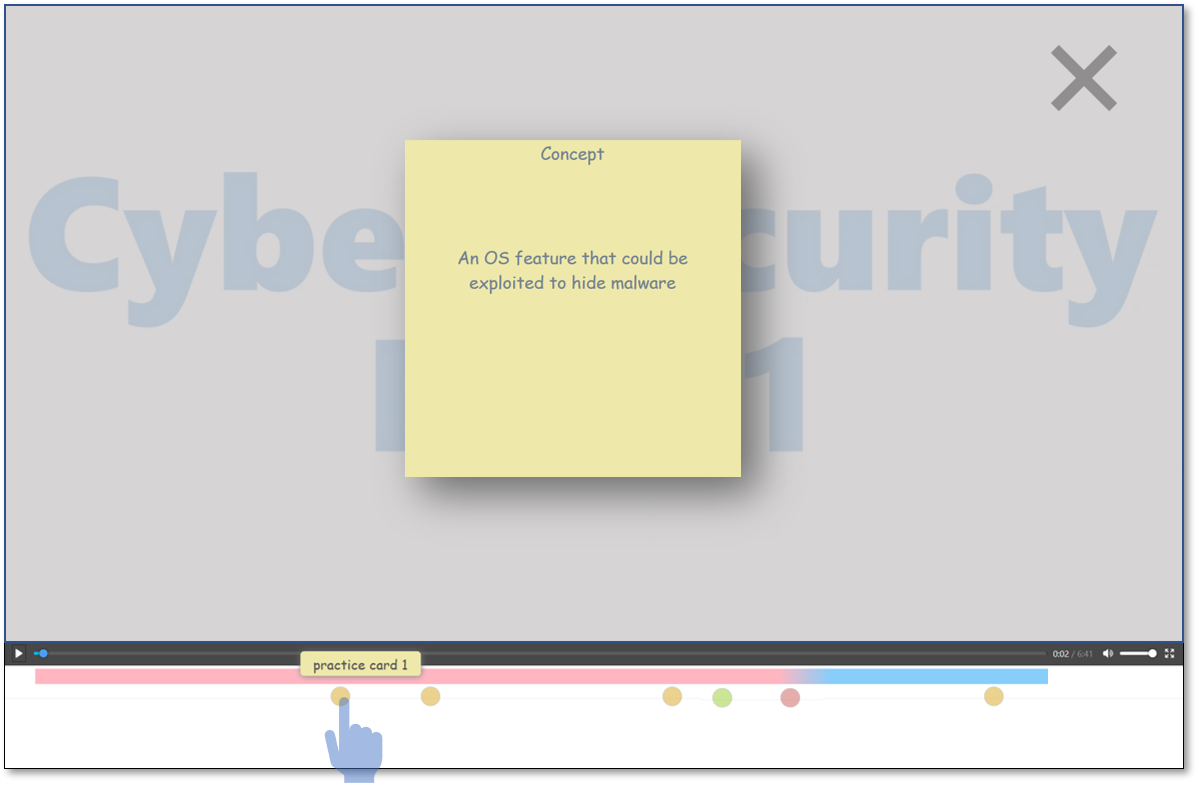 Concept
Cybe curity
An OS feature that could be
exploited to hide malware
1
0:02 / 6:41
practice card 1